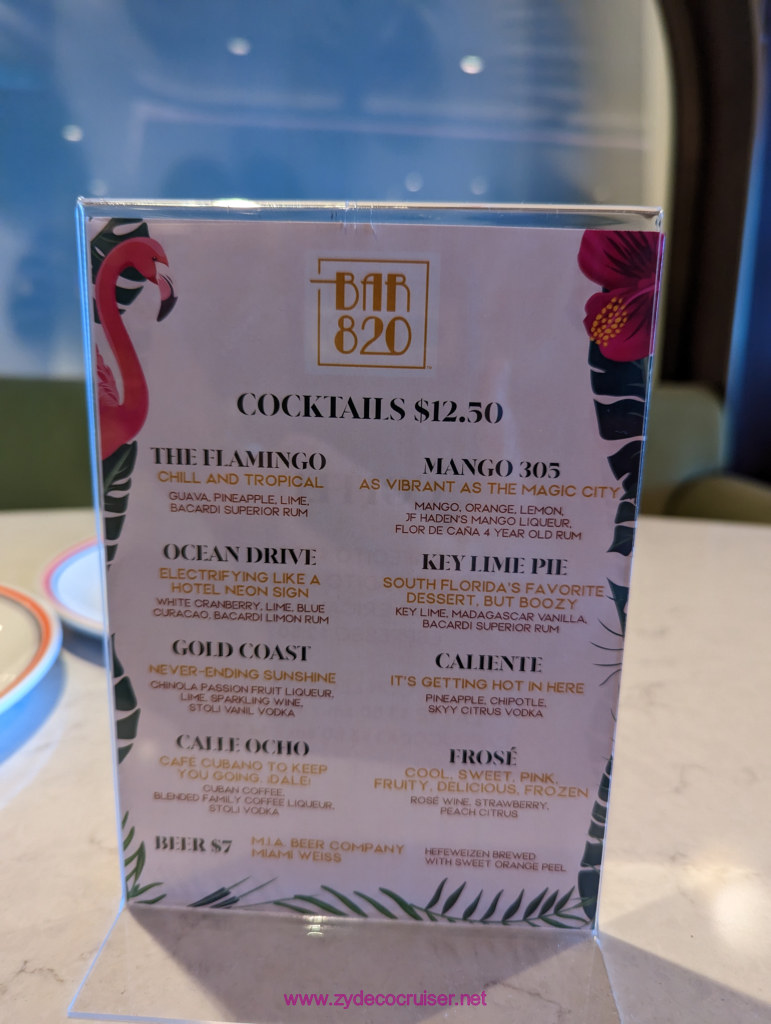 BAR
820
COCKTAILS $12.50
THE FLAMINGO
CHILL AND TROPICAL
GUAVA, PINEAPPLE, LIME,
BACARDI SUPERIOR RUM
OCEAN DRIVE
ELECTRIFYING LIKE A
HOTEL NEON SIGN
WHITE CRANBERRY, LIME, BLUE
CURACAO, BACARDI LIMON RUM
GOLD COAST
NEVER-ENDING SUNSHINE
CHINOLA PASSION FRUIT LIQUEUR,
LIME, SPARKLING WINE,
STOLI VANIL VODKA
CALLE OCHO
CAFÉ CUBANO TO KEEP
YOU GOING. ¡DALE!
CUBAN COFFEE,
BLENDED FAMILY COFFEE LIQUEUR,
STOLI VODKA
MANGO 305
AS VIBRANT AS THE MAGIC CITY
MANGO, ORANGE, LEMON,
JF HADEN'S MANGO LIQUEUR,
FLOR DE CAÑA 4 YEAR OLD RUM
KEY LIME PIE
SOUTH FLORIDA'S FAVORITE
DESSERT, BUT BOOZY
KEY LIME, MADAGASCAR VANILLA,
BACARDI SUPERIOR RUM
CALIENTE
IT'S GETTING HOT IN HERE
PINEAPPLE, CHIPOTLE,
SKYY CITRUS VODKA
FROSÉ
COOL, SWEET, PINK,
FRUITY, DELICIOUS, FROZEN
ROSÉ WINE, STRAWBERRY,
PEACH CITRUS
BEER $7
M.I.A. BEER COMPANY
MIAMI WEISS
HEFEWEIZEN BREWED
WITH SWEET ORANGE PEEL
www.zydecocruiser.net